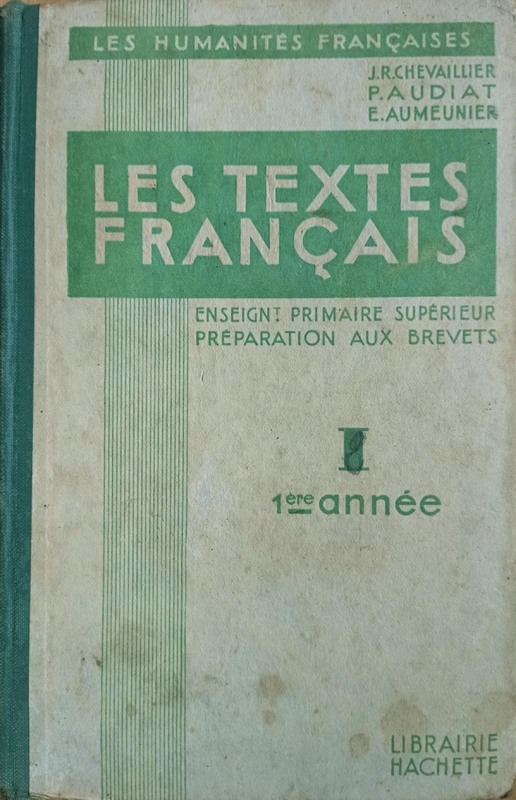 LES HUMANITÉS FRANÇAISES
J.R.CHEVAILLIER
P.AUDIAT
E.AUMEUNIER
LES TEXTES
FRANÇAIS
ENSEIGNT PRIMAIRE SUPÉRIEUR
PRÉPARATION AUX BREVETS
I
1ère année
LIBRAIRIE
HACHETTE